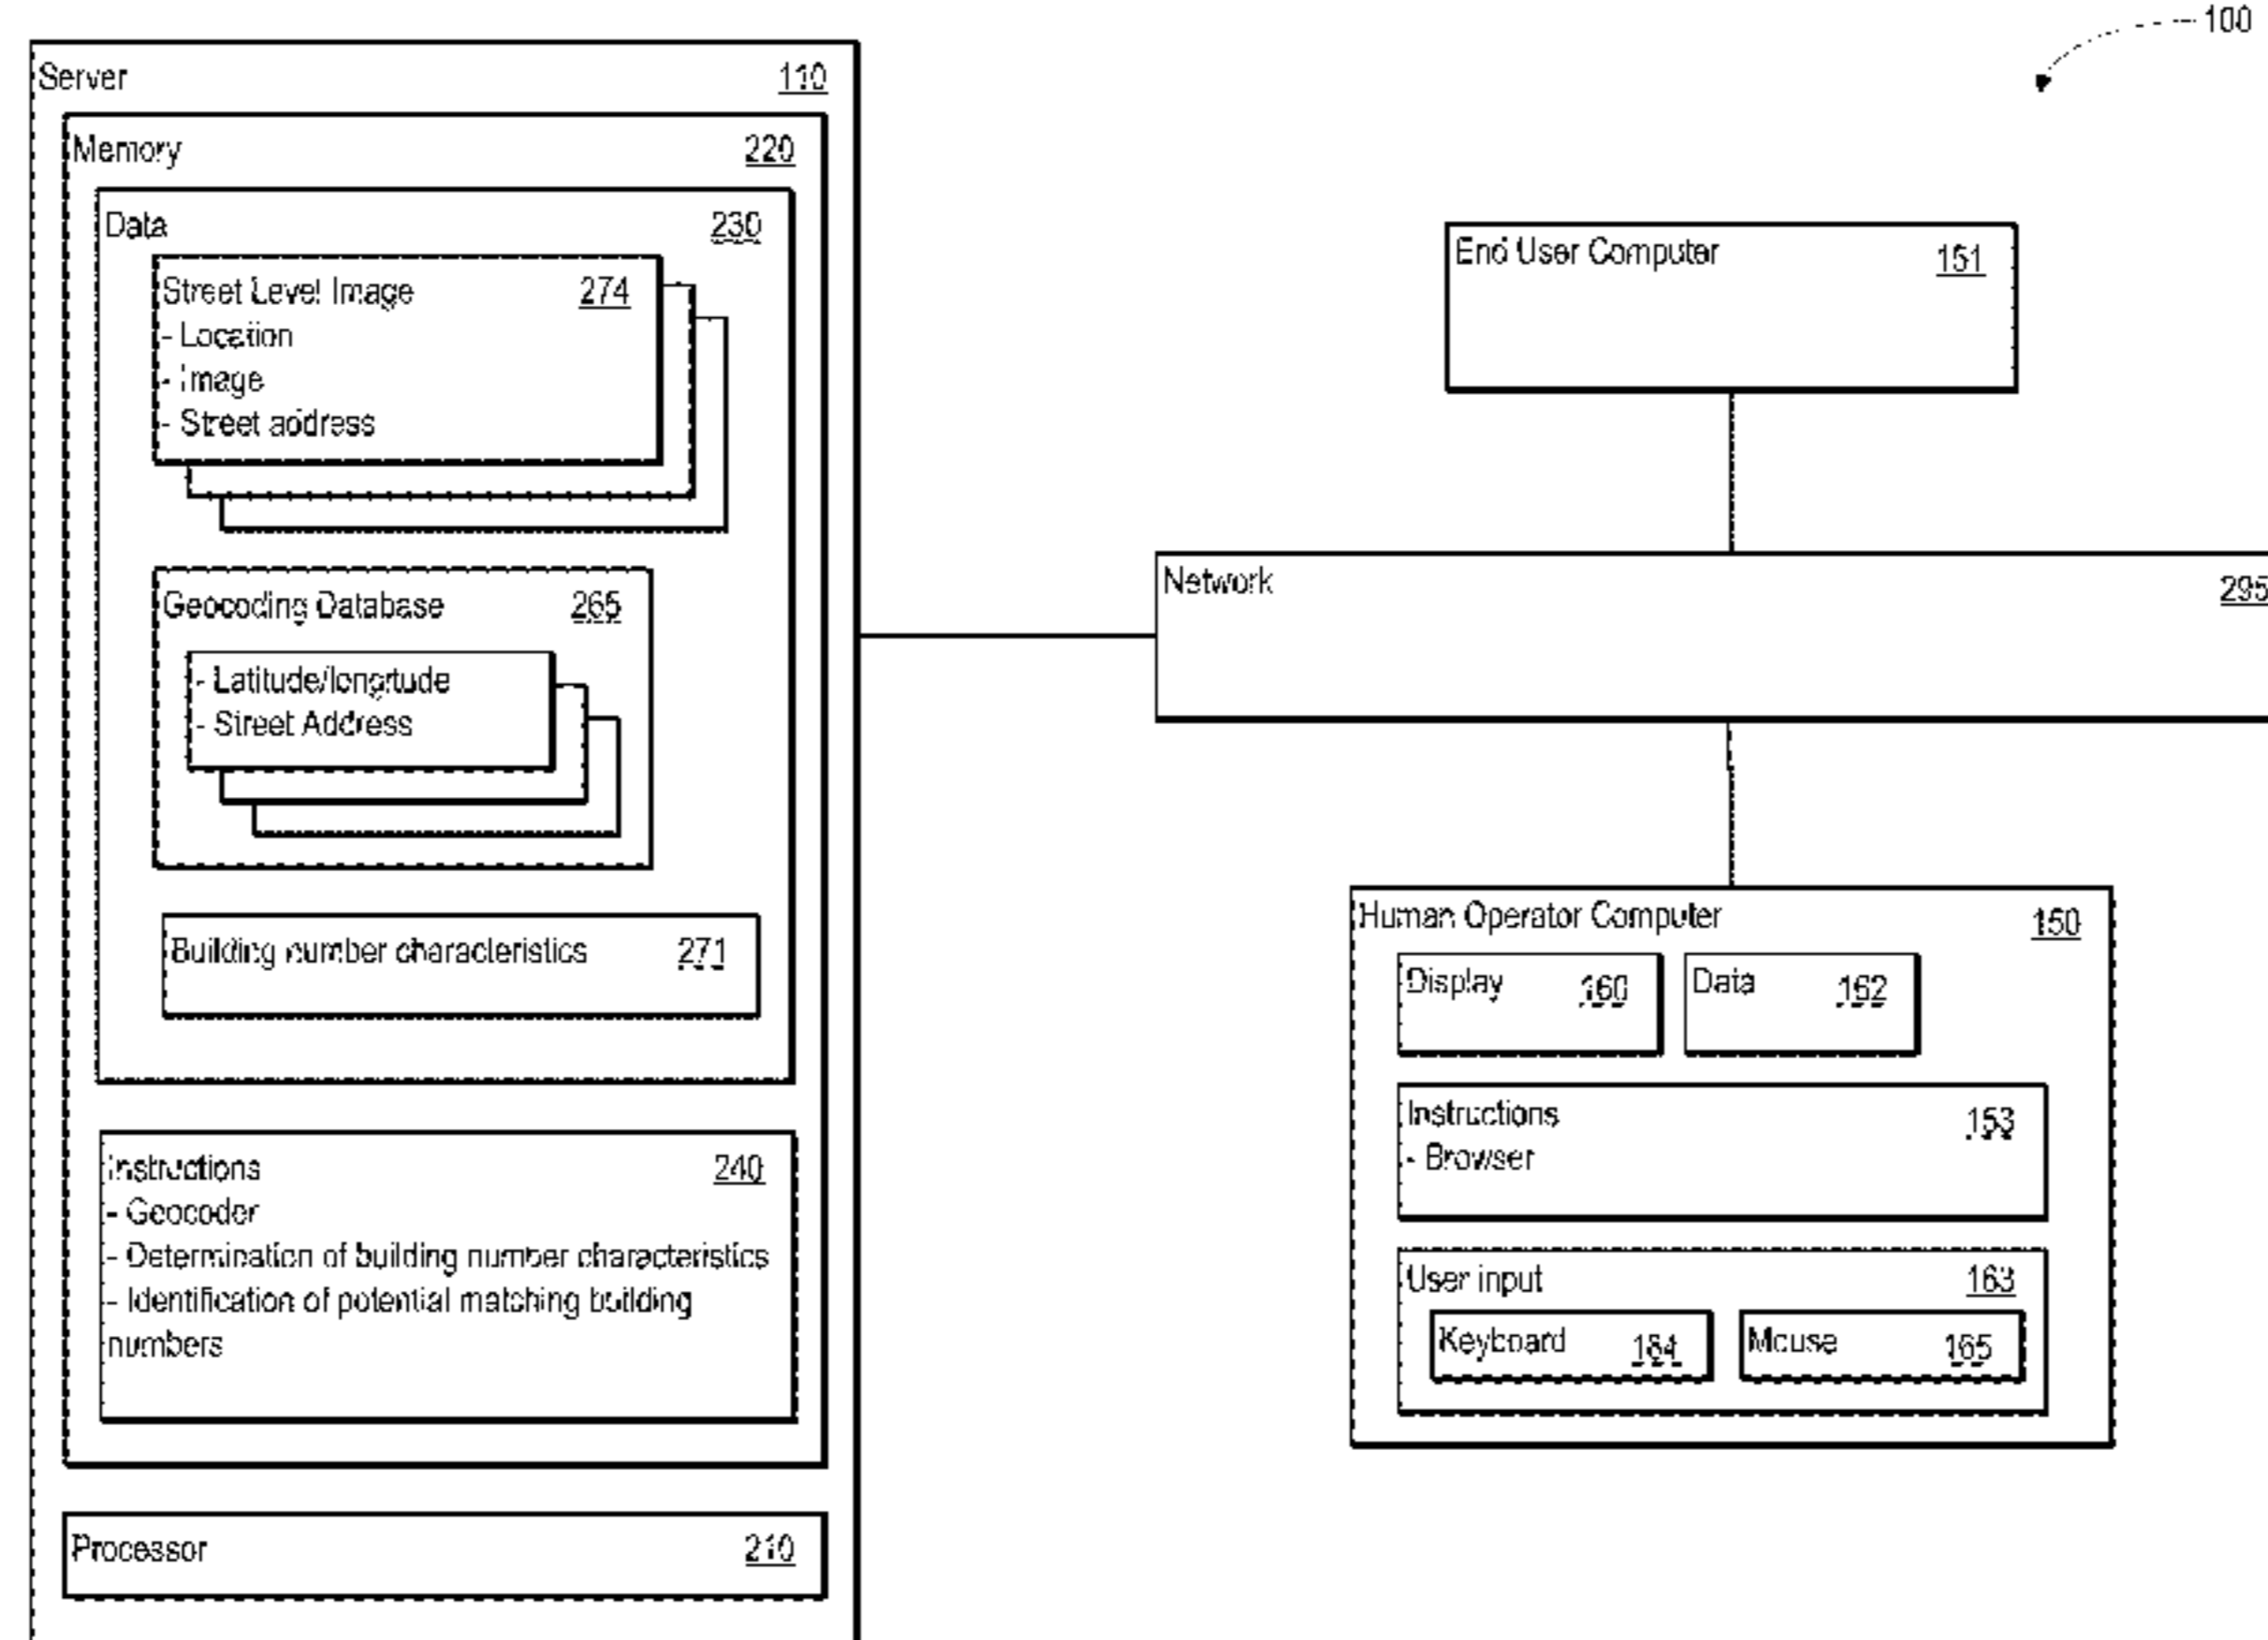 100
Server 110
Memory 220
Data 230
Street Level Image 274
- Location
- Image
- Street address
Geocoding Database 265
- Latitude/longitude
- Street Address
Building number characteristics 271
Instructions 240
- Geocoder
- Determination of building number characteristics
- Identification of potential matching building
numbers
Processor 210
End User Computer 151
Network 295
Human Operator Computer 150
Display 160
Data 162
Instructions 153
- Browser
User input 163
Keyboard 164
Mouse 165